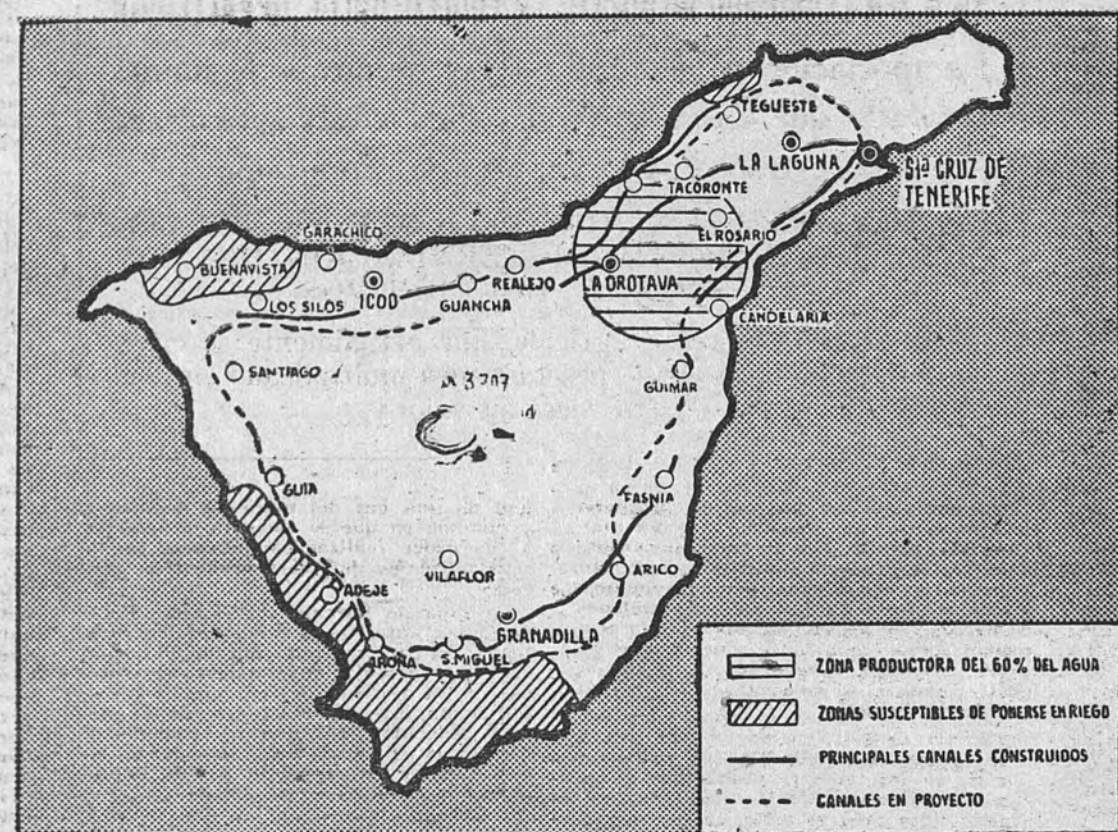 TEGUESTE
LA LAGUNA
Sta CRUZ DE
TENERIFE
TACORONTE
EL ROSARIO
GARACHICO
BUENAVISTA
REALEJO
LA OROTAVA
LOS SILOS
ICOD
GUANCHA
CANDELARIA
SANTIAGO
GUIMAR
GUIA
FASNIA
VILAFLOR
ARICO
ADEJE
GRANADILLA
ARONA
S.MIGUEL
ZONA PRODUCTORA DEL 60% DEL AGUA
ZONAS SUSCEPTIBLES DE PONERSE EN RIEGO
PRINCIPALES CANALES CONSTRUIDOS
CANALES EN PROYECTO